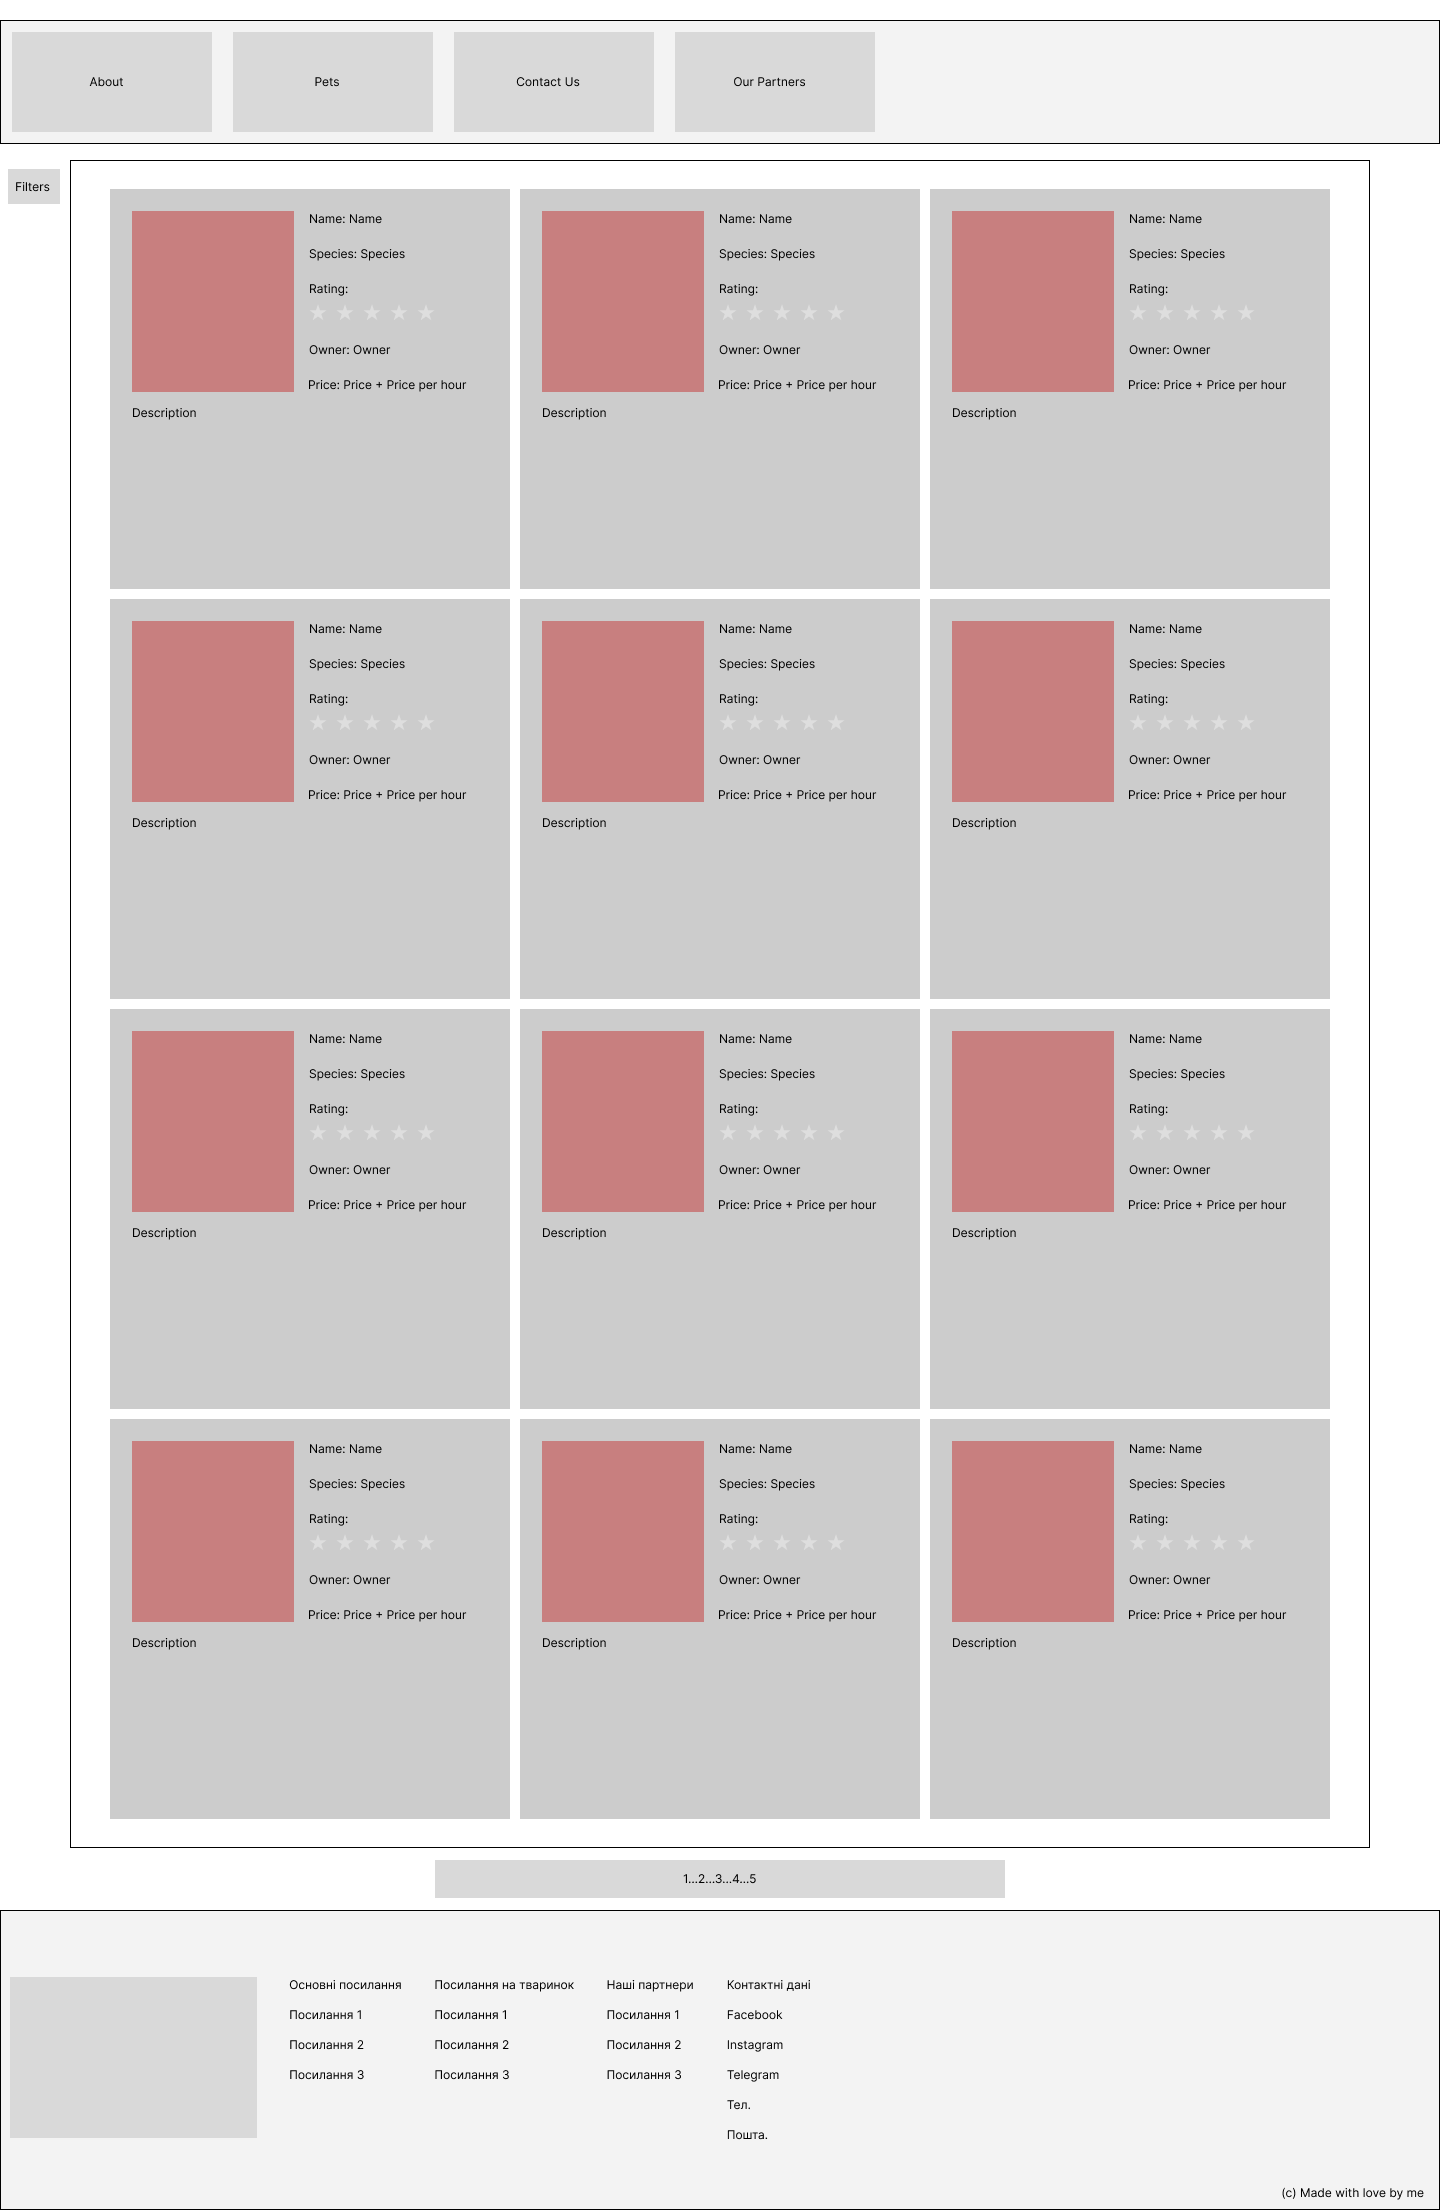 About
Pets
Contact Us
Our Partners
Filters
Name: Name
Species: Species
Rating:
Owner: Owner
Price: Price + Price per hour
Description
Name: Name
Species: Species
Rating:
Owner: Owner
Price: Price + Price per hour
Description
Name: Name
Species: Species
Rating:
Owner: Owner
Price: Price + Price per hour
Description
Name: Name
Species: Species
Rating:
Owner: Owner
Price: Price + Price per hour
Description
Name: Name
Species: Species
Rating:
Owner: Owner
Price: Price + Price per hour
Description
Name: Name
Species: Species
Rating:
Owner: Owner
Price: Price + Price per hour
Description
Name: Name
Species: Species
Rating:
Owner: Owner
Price: Price + Price per hour
Description
Name: Name
Species: Species
Rating:
Owner: Owner
Price: Price + Price per hour
Description
Name: Name
Species: Species
Rating:
Owner: Owner
Price: Price + Price per hour
Description
Name: Name
Species: Species
Rating:
Owner: Owner
Price: Price + Price per hour
Description
Name: Name
Species: Species
Rating:
Owner: Owner
Price: Price + Price per hour
Description
Name: Name
Species: Species
Rating:
Owner: Owner
Price: Price + Price per hour
Description
1...2...3...4...5
Основні посилання
Посилання 1
Посилання 2
Посилання 3
Посилання на тваринок
Посилання 1
Посилання 2
Посилання 3
Наші партнери
Посилання 1
Посилання 2
Посилання 3
Контактні дані
Facebook
Instagram
Telegram
Тел.
Пошта.
(c) Made with love by me